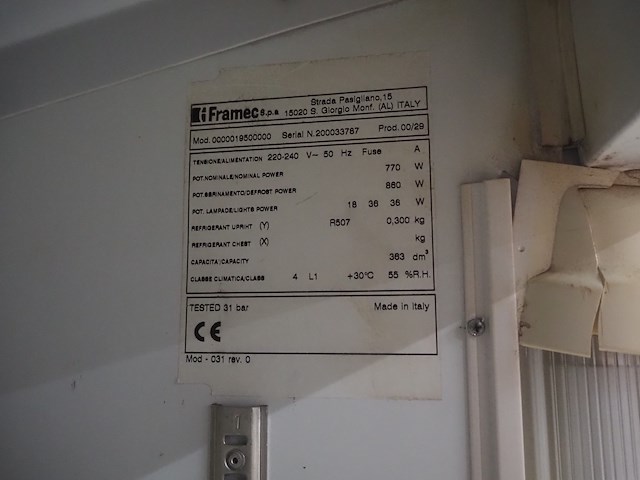 Framec S.p.a Strada Pasigliano,15
15020 S. Giorgio Monf. (AL) ITALY
Mod. 0000019500000 Serial N.200033787 Prod. 00/29
TENSIONE/ALIMENTATION 220-240 V~ 50 Hz Fuse A
POT.NOMINALE/NOMINAL POWER 770 W
POT.SBRINAMENTO/DEFROST POWER 860 W
POT. LAMPADE/LIGHTS POWER 18 36 36 W
REFRIGERANT UPRIHT (Y) R507 0,300 kg
REFRIGERANT CHEST (X) kg
CAPACITA'/CAPACITY 363 dm³
CLASSE CLIMATICA/CLASS 4 L1 +30°C 55 %R.H.
TESTED 31 bar Made in Italy
CE
Mod - 031 rev. 0